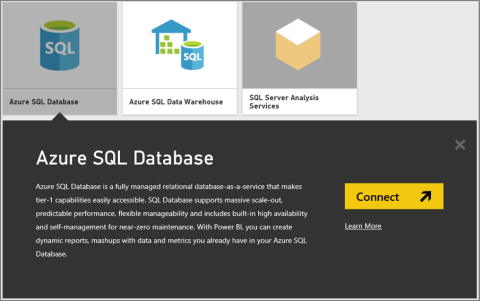 SQL
SQL
Azure SQL Database
Azure SQL Data Warehouse
SQL Server Analysis
Services
Azure SQL Database
Azure SQL Database is a fully managed relational database-as-a-service that makes
tier-1 capabilities easily accessible. SQL Database supports massive scale-out,
predictable performance, flexible manageability and includes built-in high availability
and self-management for near-zero maintenance. With Power BI, you can create
dynamic reports, mashups with data and metrics you already have in your Azure SQL
Database.
Connect
Learn More